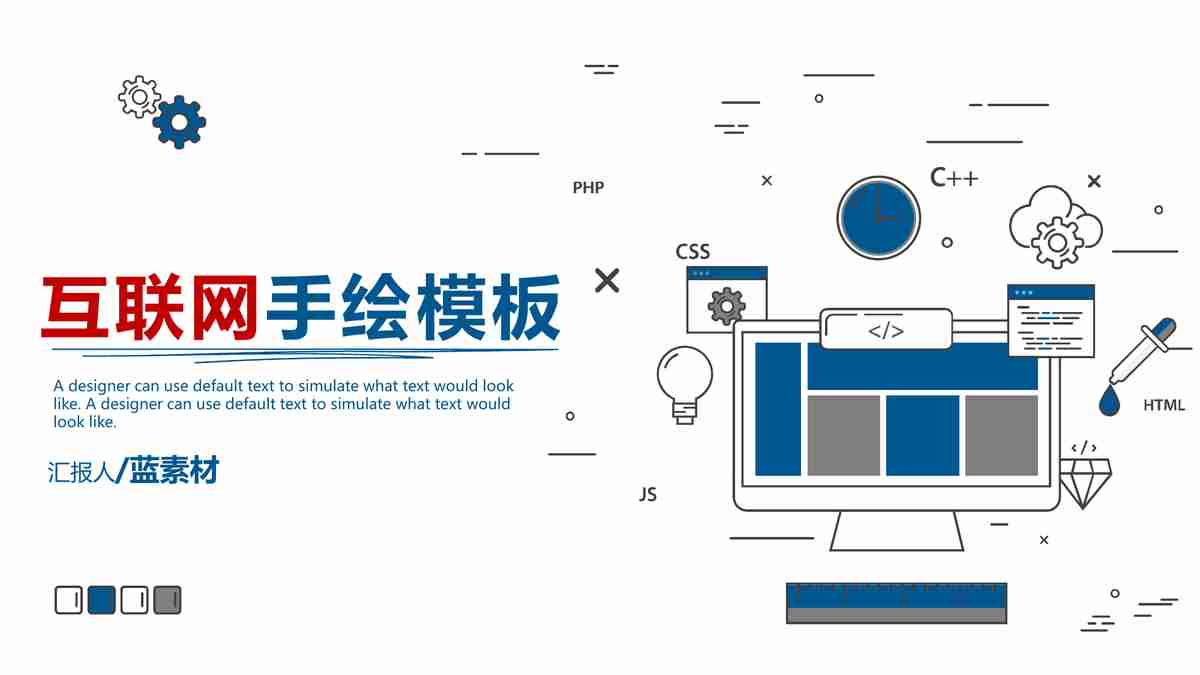 PHP
C++
CSS
互联网手绘模板
</>
A designer can use default text to simulate what text would look
like. A designer can use default text to simulate what text would
look like.
HTML
汇报人/蓝素材
</>
JS